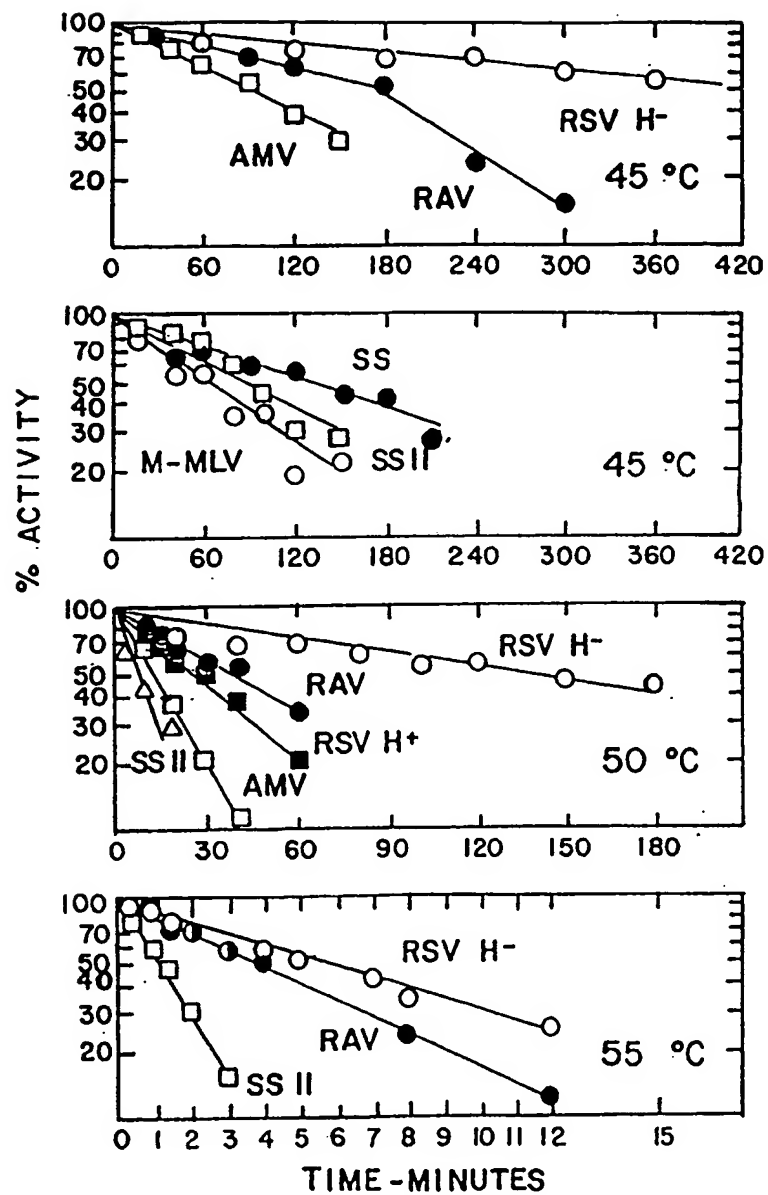 % ACTIVITY
100
70
50
40
30
20
AMV
RAV
RSV H-
45 °C
0 60 120 180 240 300 360 420
100
70
50
40
30
20
SS
M-MLV
SS II
45 °C
0 60 120 180 240 300 360 420
100
70
50
40
30
20
RSV H-
RAV
RSV H+
SS II
AMV
50 °C
0 30 60 90 120 150 180
100
70
50
40
30
20
RSV H-
RAV
SS II
55 °C
0 1 2 3 4 5 6 7 8 9 10 11 12 15
TIME-MINUTES